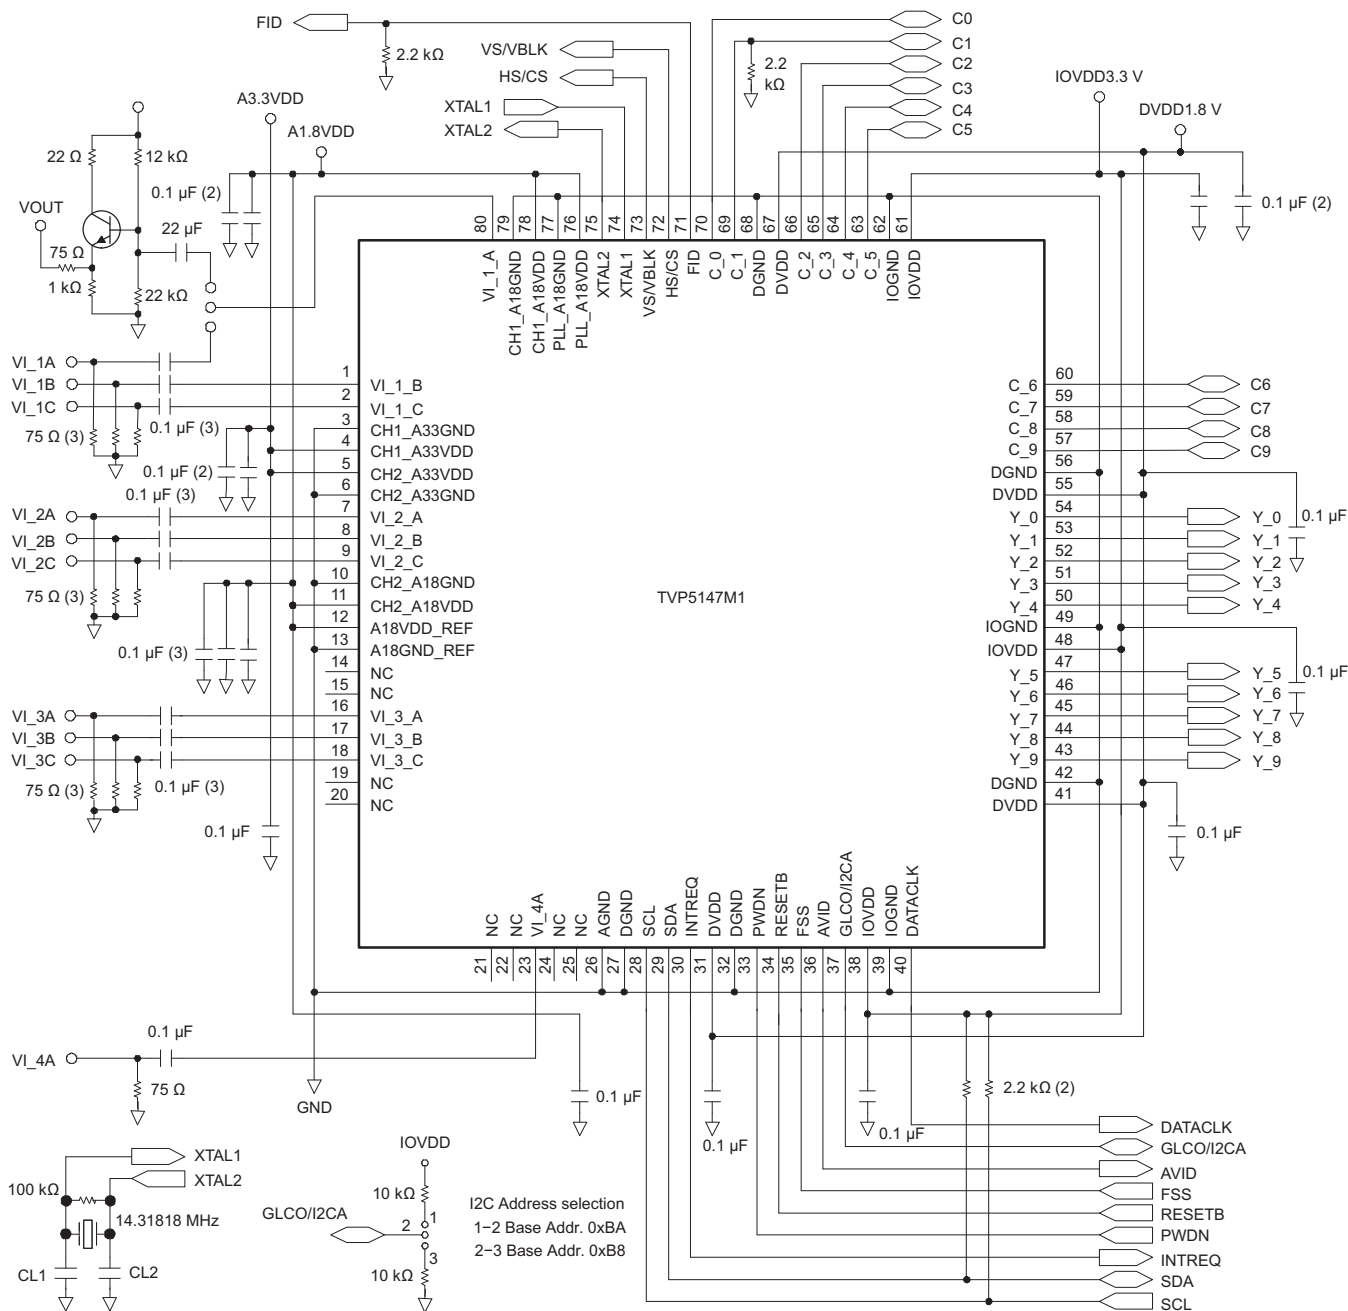 FID
2.2 kΩ
VS/VBLK
HS/CS
XTAL1
XTAL2
C0
C1
C2
C3
C4
C5
2.2
kΩ
IOVDD3.3 V
DVDD1.8 V
0.1 µF (2)
A3.3VDD
A1.8VDD
22 Ω
12 kΩ
0.1 µF (2)
VOUT
22 µF
75 Ω
1 kΩ
22 kΩ
80
79
78
77
76
75
74
73
72
71
70
69
68
67
66
65
64
63
62
61
VI_1_A
CH1_A18GND
CH1_A18VDD
PLL_A18GND
PLL_A18VDD
XTAL2
XTAL1
VS/VBLK
HS/CS
FID
C_0
C_1
DGND
DVDD
C_2
C_3
C_4
C_5
IOGND
IOVDD
VI_1A
VI_1B
VI_1C
75 Ω (3)
0.1 µF (3)
0.1 µF (2)
0.1 µF (3)
VI_2A
VI_2B
VI_2C
75 Ω (3)
0.1 µF (3)
VI_3A
VI_3B
VI_3C
75 Ω (3)
0.1 µF (3)
0.1 µF
1 VI_1_B
2 VI_1_C
3 CH1_A33GND
4 CH1_A33VDD
5 CH2_A33VDD
6 CH2_A33GND
7 VI_2_A
8 VI_2_B
9 VI_2_C
10 CH2_A18GND
11 CH2_A18VDD
12 A18VDD_REF
13 A18GND_REF
14 NC
15 NC
16 VI_3_A
17 VI_3_B
18 VI_3_C
19 NC
20 NC
TVP5147M1
C_6 60 C6
C_7 59 C7
C_8 58 C8
C_9 57 C9
DGND 56
DVDD 55
Y_0 54 Y_0
Y_1 53 Y_1
Y_2 52 Y_2
Y_3 51 Y_3
Y_4 50 Y_4
IOGND 49
IOVDD 48
Y_5 47 Y_5
Y_6 46 Y_6
Y_7 45 Y_7
Y_8 44 Y_8
Y_9 43 Y_9
DGND 42
DVDD 41
0.1 µF
0.1 µF
0.1 µF
NC
NC
VI_4A
NC
NC
AGND
DGND
SCL
SDA
INTREQ
DVDD
DGND
PWDN
RESETB
FSS
AVID
GLCO/I2CA
IOVDD
IOGND
DATACLK
21
22
23
24
25
26
27
28
29
30
31
32
33
34
35
36
37
38
39
40
VI_4A
0.1 µF
75 Ω
GND
0.1 µF
0.1 µF
0.1 µF
2.2 kΩ (2)
DATACLK
GLCO/I2CA
AVID
FSS
RESETB
PWDN
INTREQ
SDA
SCL
XTAL1
XTAL2
100 kΩ
14.31818 MHz
CL1
CL2
IOVDD
10 kΩ
GLCO/I2CA
1
2
3
10 kΩ
I2C Address selection
1−2 Base Addr. 0xBA
2−3 Base Addr. 0xB8